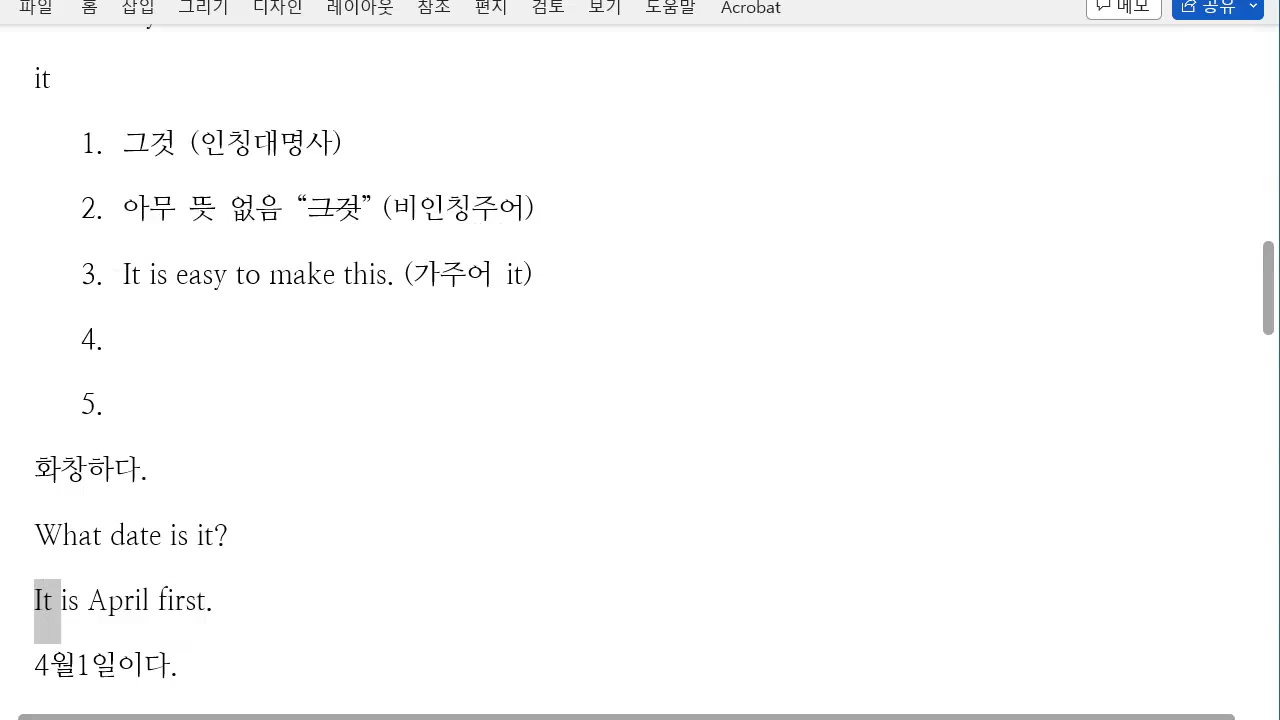 파일 홈 삽입 그리기 디자인 레이아웃 참조 편지 검토 보기 도움말 Acrobat 메모 공유
it
1. 그것 (인칭대명사)
2. 아무 뜻 없음 “그것” (비인칭주어)
3. It is easy to make this. (가주어 it)
4.
5.
화창하다.
What date is it?
It is April first.
4월1일이다.